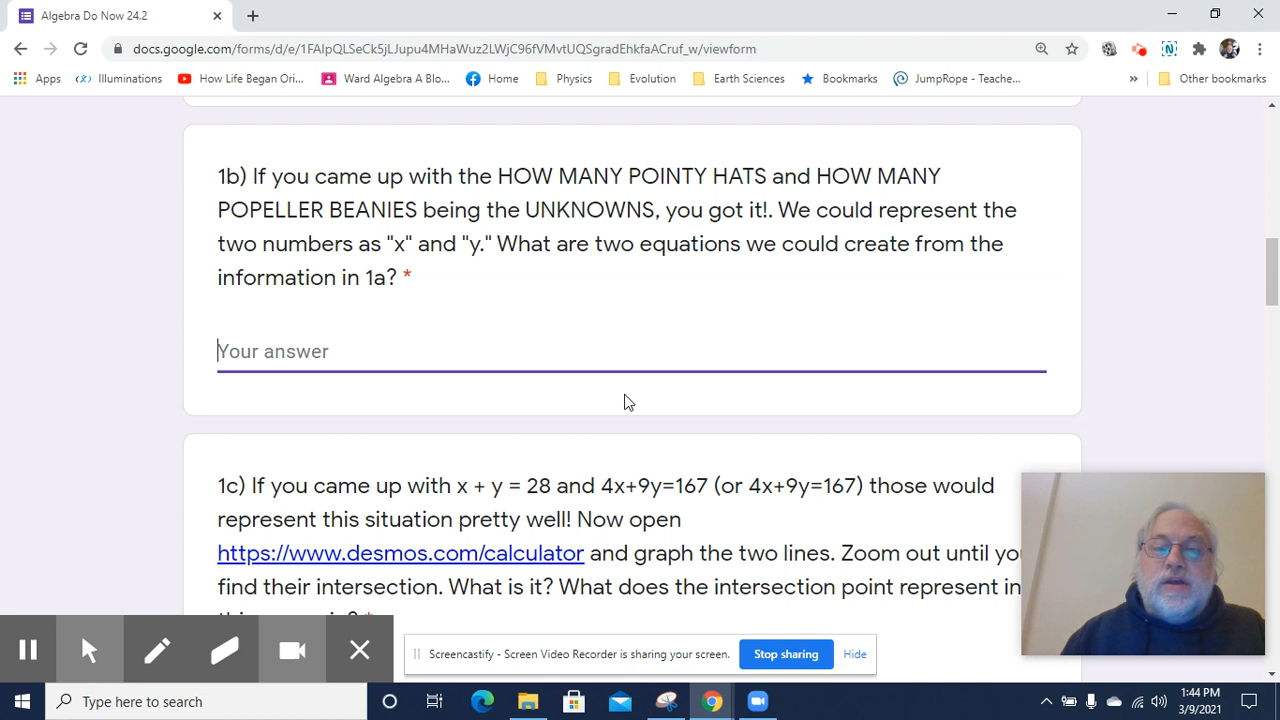 Algebra Do Now 24.2
docs.google.com/forms/d/e/1FAIpQLSeCk5jLJupu4MHaWuz2LWjC96fVMvtUQSgradEhkfaACruf_w/viewform
Apps
Illuminations
How Life Began Ori...
Ward Algebra A Blo...
Home
Physics
Evolution
Earth Sciences
Bookmarks
JumpRope - Teache...
»
Other bookmarks
1b) If you came up with the HOW MANY POINTY HATS and HOW MANY
POPELLER BEANIES being the UNKNOWNS, you got it!. We could represent the
two numbers as "x" and "y." What are two equations we could create from the
information in 1a? *
Your answer
1c) If you came up with x + y = 28 and 4x+9y=167 (or 4x+9y=167) those would
represent this situation pretty well! Now open
https://www.desmos.com/calculator and graph the two lines. Zoom out until you
find their intersection. What is it? What does the intersection point represent in
Screencastify - Screen Video Recorder is sharing your screen.
Stop sharing
Hide
Type here to search
1:44 PM
3/9/2021